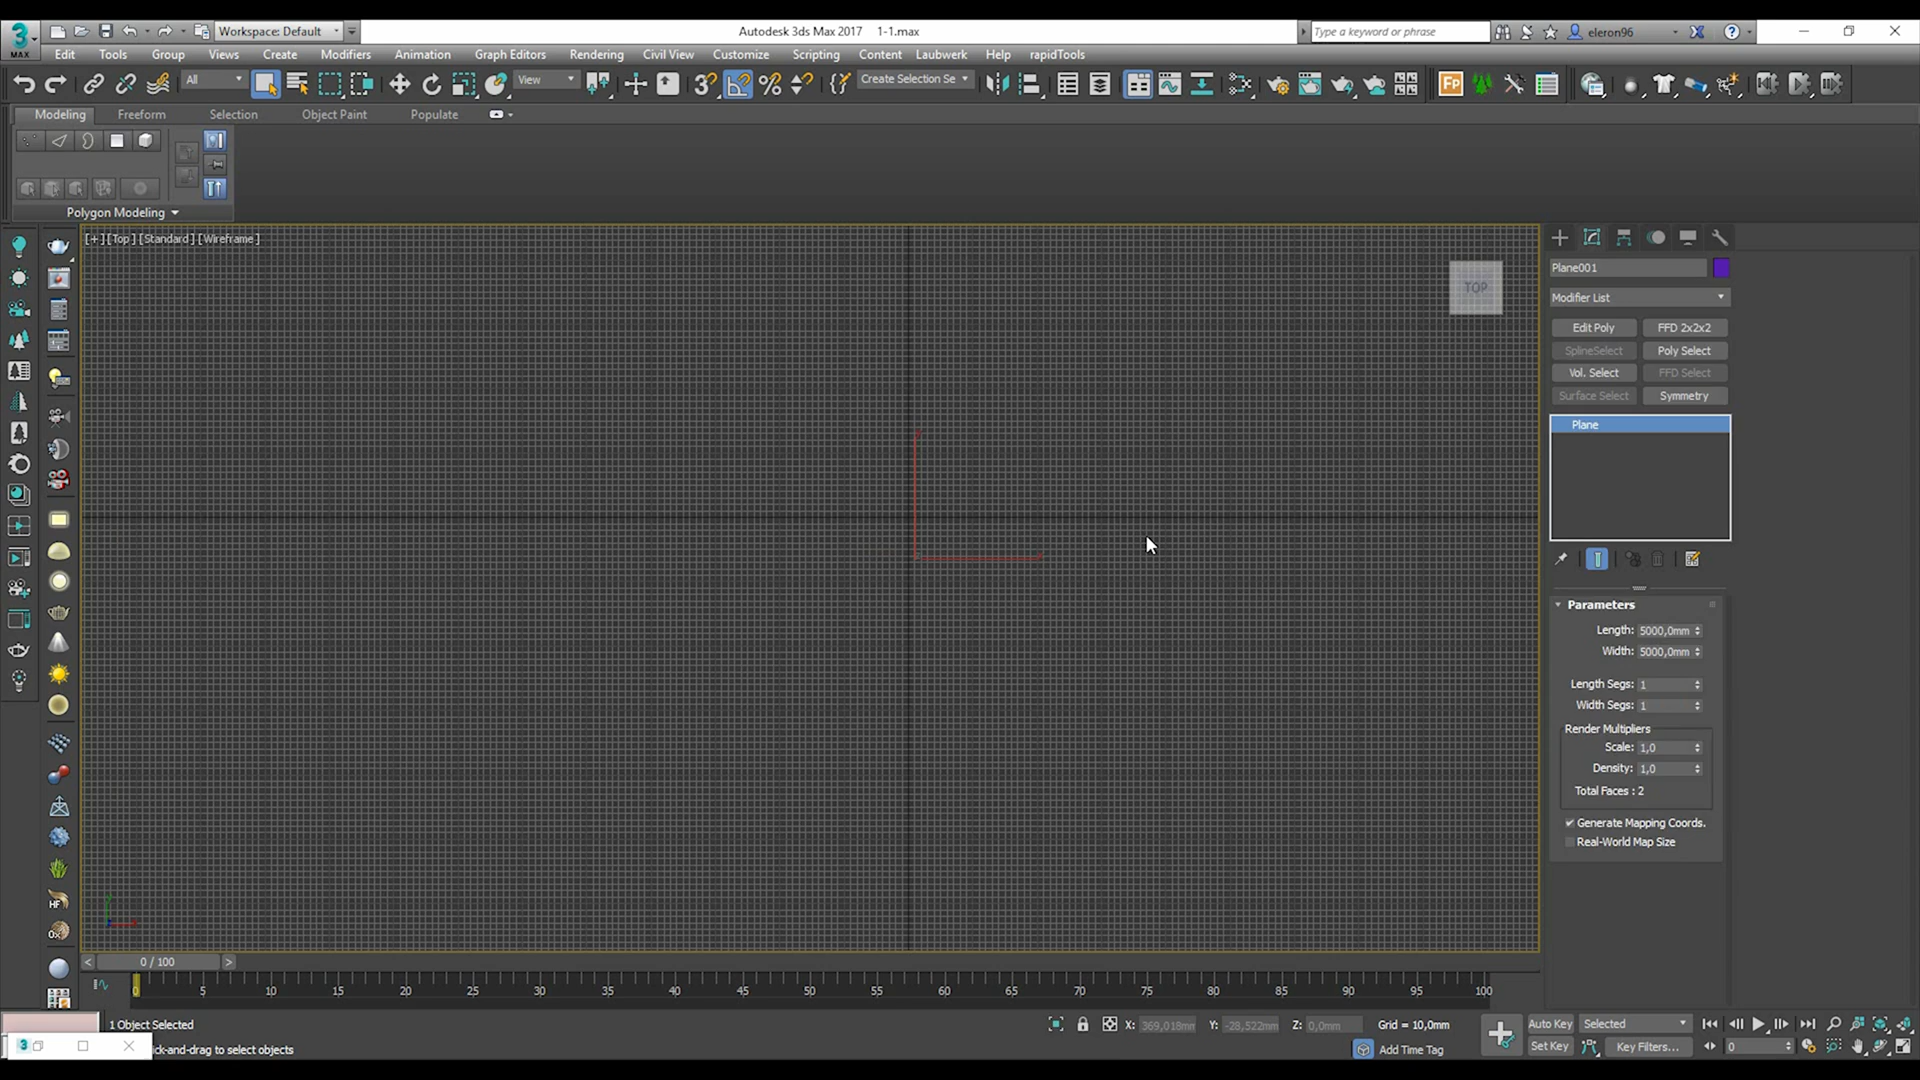 3
MAX
Workspace: Default
Autodesk 3ds Max 2017    1-1.max
Type a keyword or phrase
eleron96
Edit Tools Group Views Create Modifiers Animation Graph Editors Rendering Civil View Customize Scripting Content Laubwerk Help rapidTools
All
View
Create Selection Se
Fp
Modeling Freeform Selection Object Paint Populate
Polygon Modeling
[+] [Top] [Standard] [Wireframe]
TOP
Plane001
Modifier List
Edit Poly FFD 2x2x2
SplineSelect Poly Select
Vol. Select FFD Select
Surface Select Symmetry
Plane
Parameters
Length: 5000,0mm
Width: 5000,0mm
Length Segs: 1
Width Segs: 1
Render Multipliers
Scale: 1,0
Density: 1,0
Total Faces : 2
Generate Mapping Coords.
Real-World Map Size
HF
0 / 100
0 5 10 15 20 25 30 35 40 45 50 55 60 65 70 75 80 85 90 95 100
1 Object Selected
X: 369,018mm Y: -28,522mm Z: 0,0mm Grid = 10,0mm
Auto Key Selected
3
ick-and-drag to select objects
Add Time Tag
Set Key Key Filters...
0